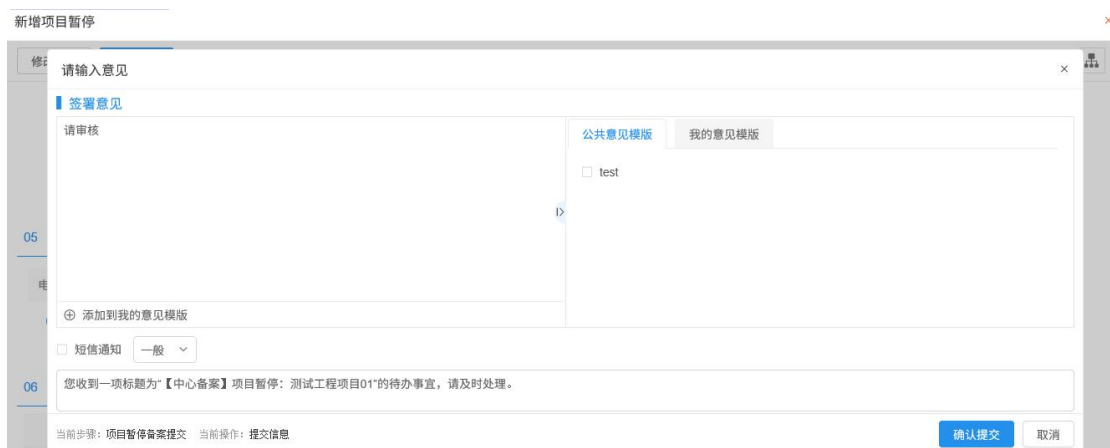 新增项目暂停
×
修
请输入意见
×
签署意见
请审核
公共意见模版
我的意见模版
test
05
电
添加到我的意见模版
短信通知
一般
06
您收到一项标题为“【中心备案】项目暂停：测试工程项目01”的待办事宜，请及时处理。
当前步骤：项目暂停备案提交 当前操作：提交信息
确认提交
取消